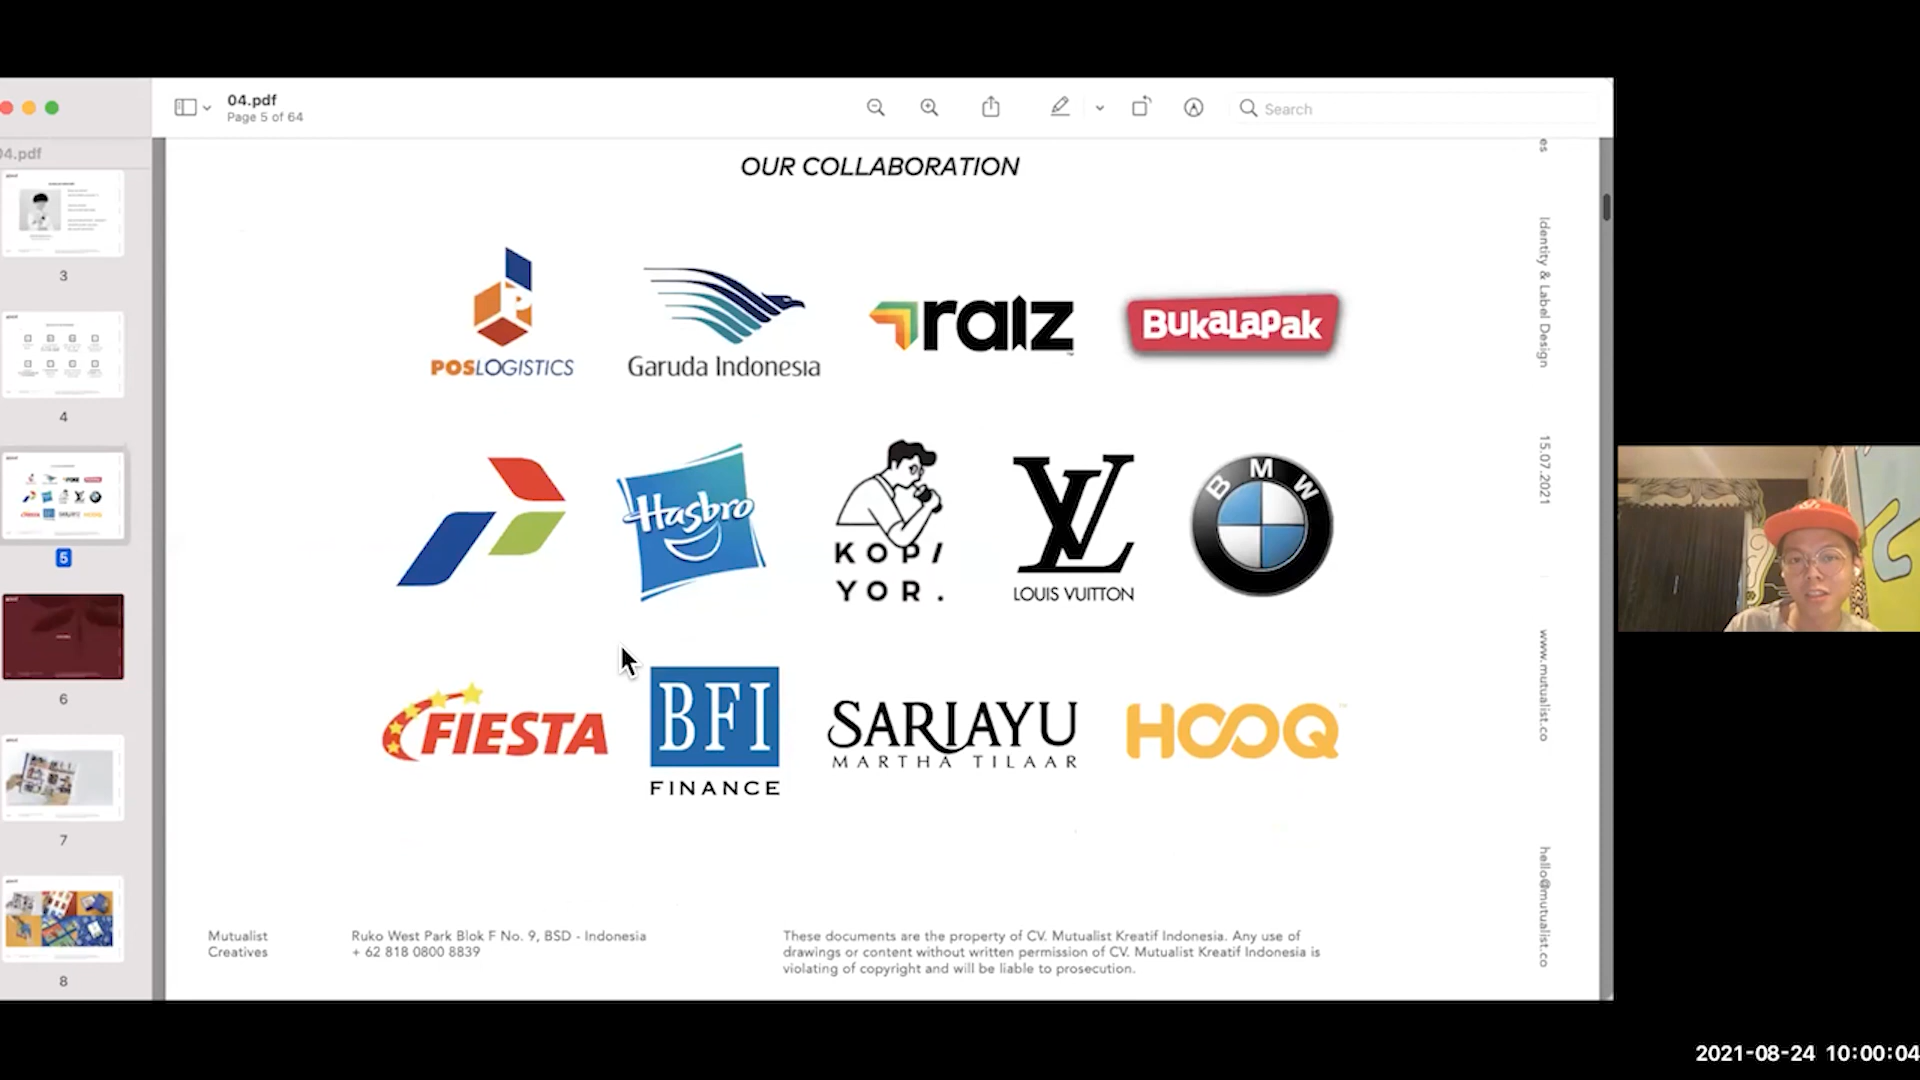 04.pdf
Page 5 of 64
Search
04.pdf
3
4
5
6
7
8
OUR COLLABORATION
POSLOGISTICS
Garuda Indonesia
raiz
BUKALAPAK
Hasbro
KOPI
YOR.
LV
LOUIS VUITTON
BMW
FIESTA
BFI
FINANCE
SARIAYU
MARTHA TILAAR
HOOQ™
es
Identity & Label Design
15.07.2021
www.mutualist.co
hello@mutualist.co
Mutualist
Creatives
Ruko West Park Blok F No. 9, BSD - Indonesia
+ 62 818 0800 8839
These documents are the property of CV. Mutualist Kreatif Indonesia. Any use of
drawings or content without written permission of CV. Mutualist Kreatif Indonesia is
violating of copyright and will be liable to prosecution.
2021-08-24 10:00:04